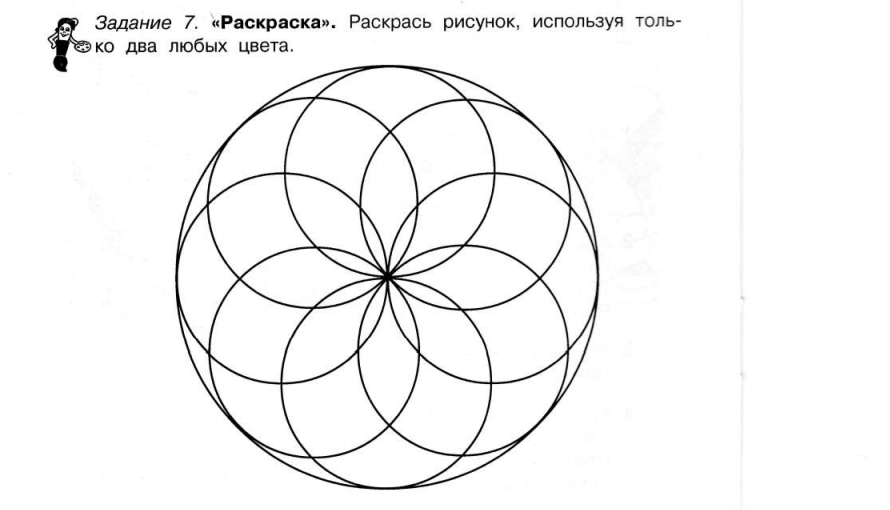 Задание 7. «Раскраска». Раскрась рисунок, используя толь-
ко два любых цвета.